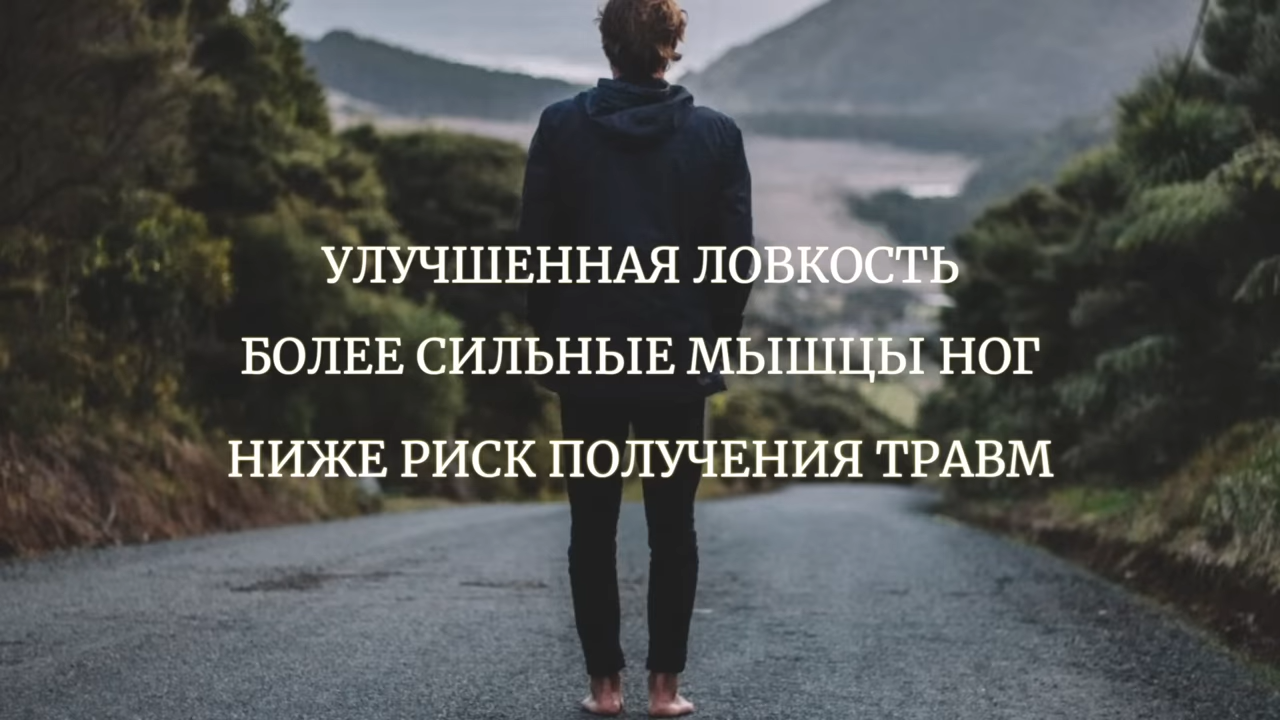 УЛУЧШЕННАЯ ЛОВКОСТЬ
БОЛЕЕ СИЛЬНЫЕ МЫШЦЫ НОГ
НИЖЕ РИСК ПОЛУЧЕНИЯ ТРАВМ